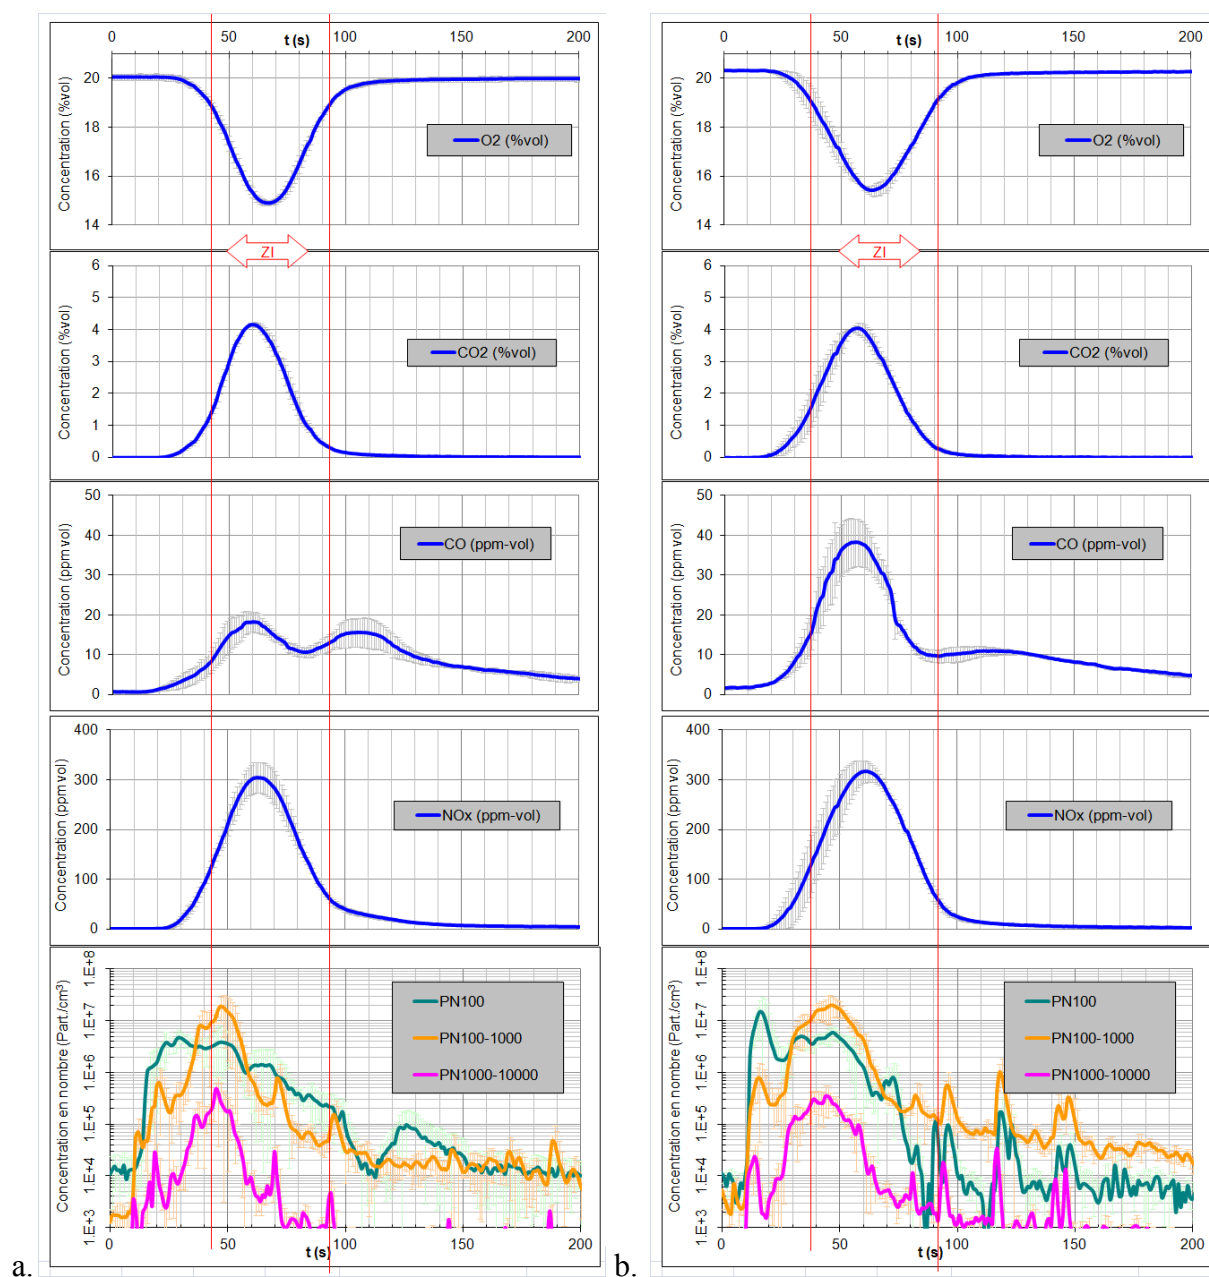 0 50 t (s) 100 150 200
20
18
16
14
Concentration (%vol)
O2 (%vol)
ZI
6
5
4
3
2
1
0
Concentration (%vol)
CO2 (%vol)
50
40
30
20
10
0
Concentration (ppm vol)
CO (ppm-vol)
400
300
200
100
0
Concentration (ppm vol)
NOx (ppm-vol)
1.E+8
1.E+7
1.E+6
1.E+5
1.E+4
1.E+3
Concentration en nombre (Part./cm³)
PN100
PN100-1000
PN1000-10000
0 50 t (s) 100 150 200
a.
0 50 t (s) 100 150 200
20
18
16
14
Concentration (%vol)
O2 (%vol)
ZI
6
5
4
3
2
1
0
Concentration (%vol)
CO2 (%vol)
50
40
30
20
10
0
Concentration (ppm vol)
CO (ppm-vol)
400
300
200
100
0
Concentration (ppm vol)
NOx (ppm-vol)
1.E+8
1.E+7
1.E+6
1.E+5
1.E+4
1.E+3
Concentration en nombre (Part./cm³)
PN100
PN100-1000
PN1000-10000
0 50 t (s) 100 150 200
b.